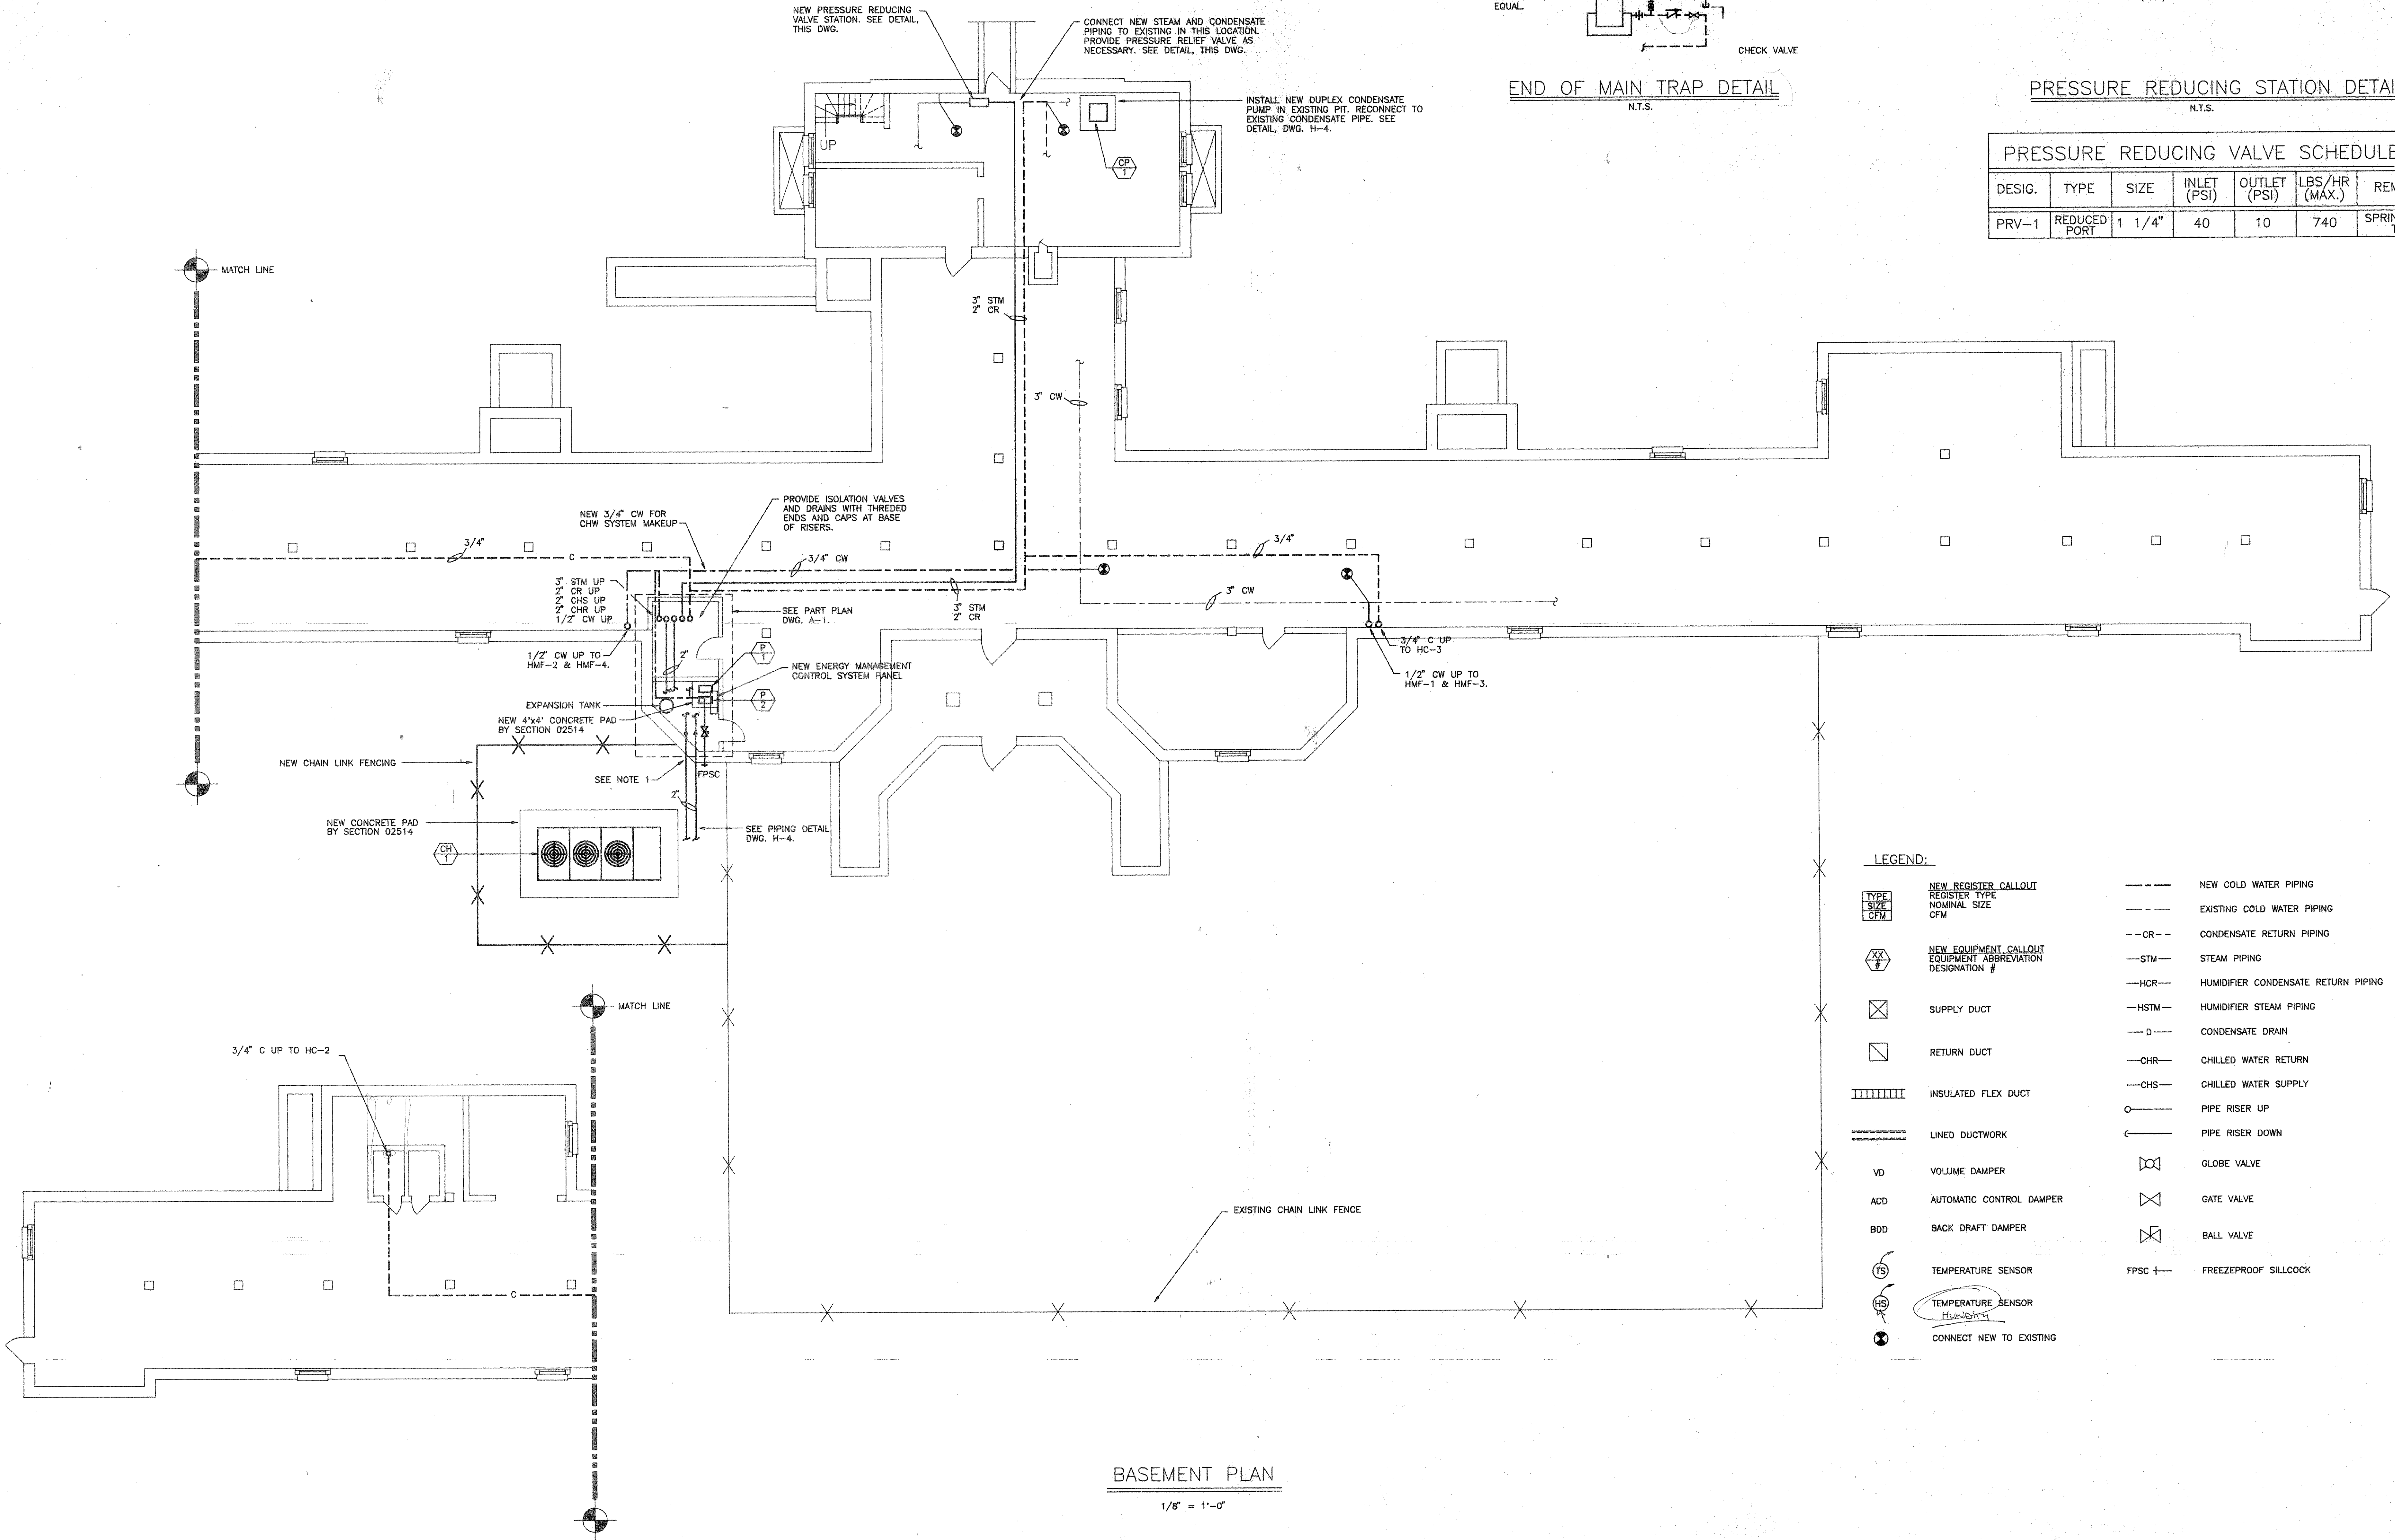 NEW PRESSURE REDUCING
VALVE STATION. SEE DETAIL,
THIS DWG.
CONNECT NEW STEAM AND CONDENSATE
PIPING TO EXISTING IN THIS LOCATION.
PROVIDE PRESSURE RELIEF VALVE AS
NECESSARY. SEE DETAIL, THIS DWG.
EQUAL.
CHECK VALVE
END OF MAIN TRAP DETAIL
N.T.S.
PRESSURE REDUCING STATION DETAI
N.T.S.
INSTALL NEW DUPLEX CONDENSATE
PUMP IN EXISTING PIT. RECONNECT TO
EXISTING CONDENSATE PIPE. SEE
DETAIL, DWG. H-4.
UP
CP
1
PRESSURE REDUCING VALVE SCHEDULE
DESIG. TYPE SIZE INLET (PSI) OUTLET (PSI) LBS/HR (MAX.) REM
PRV-1 REDUCED PORT 1 1/4" 40 10 740 SPRIN T
MATCH LINE
3" STM
2" CR
3" CW
PROVIDE ISOLATION VALVES
AND DRAINS WITH THREDED
ENDS AND CAPS AT BASE
OF RISERS.
NEW 3/4" CW FOR
CHW SYSTEM MAKEUP
3/4"
C
3/4" CW
3/4"
3" STM UP
2" CR UP
2" CHS UP
2" CHR UP
1/2" CW UP
SEE PART PLAN
DWG. A-1.
3" STM
2" CR
3" CW
1/2" CW UP TO
HMF-2 & HMF-4.
2"
P
1
NEW ENERGY MANAGEMENT
CONTROL SYSTEM PANEL
P
2
3/4" C UP
TO HC-3
1/2" CW UP TO
HMF-1 & HMF-3.
EXPANSION TANK
NEW 4'x4' CONCRETE PAD
BY SECTION 02514
NEW CHAIN LINK FENCING
SEE NOTE 1
FPSC
2"
NEW CONCRETE PAD
BY SECTION 02514
SEE PIPING DETAIL
DWG. H-4.
CH
1
LEGEND:
TYPE
SIZE
CFM
NEW REGISTER CALLOUT
REGISTER TYPE
NOMINAL SIZE
CFM
XX
#
NEW EQUIPMENT CALLOUT
EQUIPMENT ABBREVIATION
DESIGNATION #
SUPPLY DUCT
RETURN DUCT
INSULATED FLEX DUCT
LINED DUCTWORK
VD VOLUME DAMPER
ACD AUTOMATIC CONTROL DAMPER
BDD BACK DRAFT DAMPER
TS TEMPERATURE SENSOR
HS TEMPERATURE SENSOR
HUMIDITY
CONNECT NEW TO EXISTING
NEW COLD WATER PIPING
EXISTING COLD WATER PIPING
CR CONDENSATE RETURN PIPING
STM STEAM PIPING
HCR HUMIDIFIER CONDENSATE RETURN PIPING
HSTM HUMIDIFIER STEAM PIPING
D CONDENSATE DRAIN
CHR CHILLED WATER RETURN
CHS CHILLED WATER SUPPLY
PIPE RISER UP
PIPE RISER DOWN
GLOBE VALVE
GATE VALVE
BALL VALVE
FPSC FREEZEPROOF SILLCOCK
MATCH LINE
3/4" C UP TO HC-2
C
EXISTING CHAIN LINK FENCE
BASEMENT PLAN
1/8" = 1'-0"